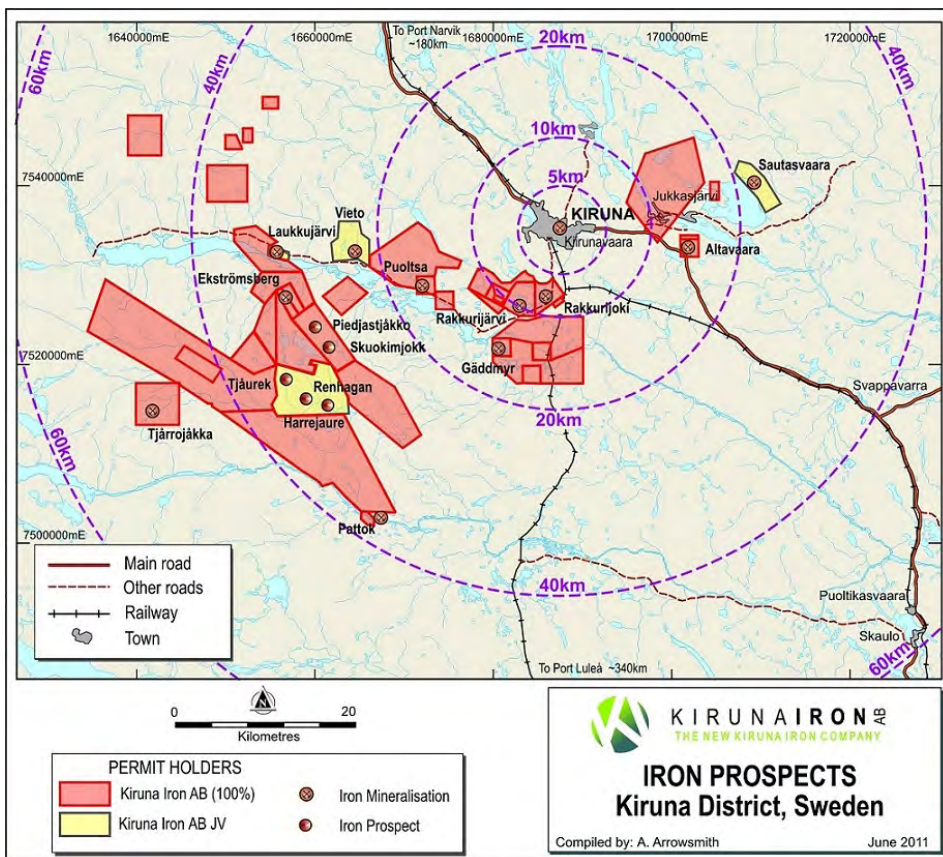 1640000mE
1660000mE
To Port Narvik
~180km
1680000mE
1700000mE
1720000mE
60km
40km
20km
40km
10km
5km
7540000mE
Sautasvaara
Jukkasjärvi
KIRUNA
Kiirunavaara
Altavaara
Vieto
Laukkujärvi
Puoltsa
Ekströmsberg
Rakkurijärvi
Rakkurijoki
Piedjastjåkko
Skuokimjokk
7520000mE
Gäddmyr
Tjåurek
Renhagan
Harrejaure
Tjårrojåkka
Svappavarra
20km
60km
7500000mE
Pattok
40km
Puoltikasvaara
Skaulo
60km
To Port Luleå ~340km
Main road
Other roads
Railway
Town
0 20
Kilometres
PERMIT HOLDERS
Kiruna Iron AB (100%)
Iron Mineralisation
Kiruna Iron AB JV
Iron Prospect
KIRUNAIRON AB
THE NEW KIRUNA IRON COMPANY
IRON PROSPECTS
Kiruna District, Sweden
Compiled by: A. Arrowsmith June 2011